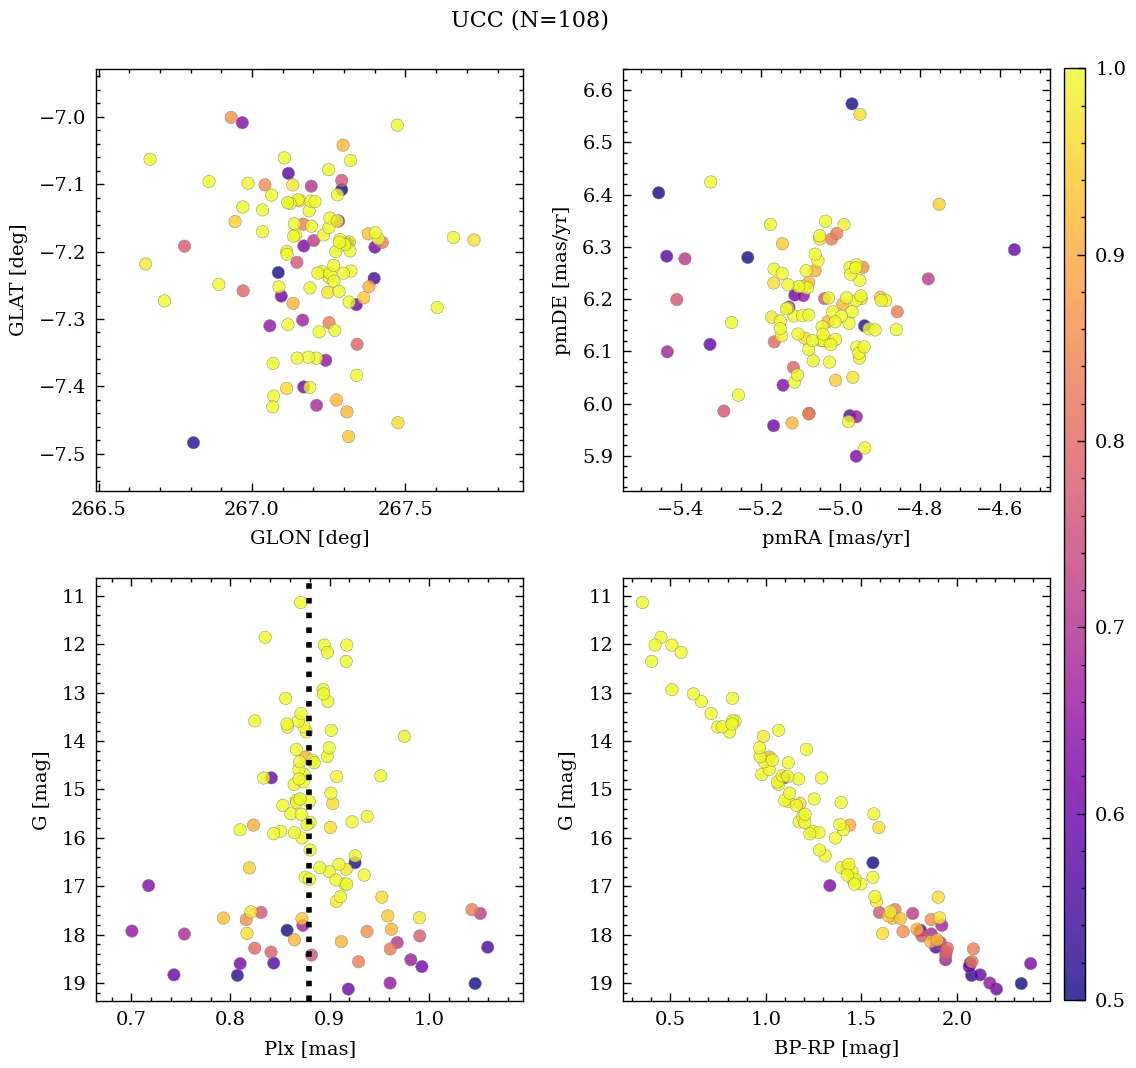 UCC (N=108)
−7.0
−7.1
−7.2
−7.3
−7.4
−7.5
GLAT [deg]
266.5 267.0 267.5
GLON [deg]
6.6
6.5
6.4
6.3
6.2
6.1
6.0
5.9
pmDE [mas/yr]
−5.4 −5.2 −5.0 −4.8 −4.6
pmRA [mas/yr]
11
12
13
14
15
16
17
18
19
G [mag]
0.7 0.8 0.9 1.0
Plx [mas]
11
12
13
14
15
16
17
18
19
G [mag]
0.5 1.0 1.5 2.0
BP-RP [mag]
1.0
0.9
0.8
0.7
0.6
0.5